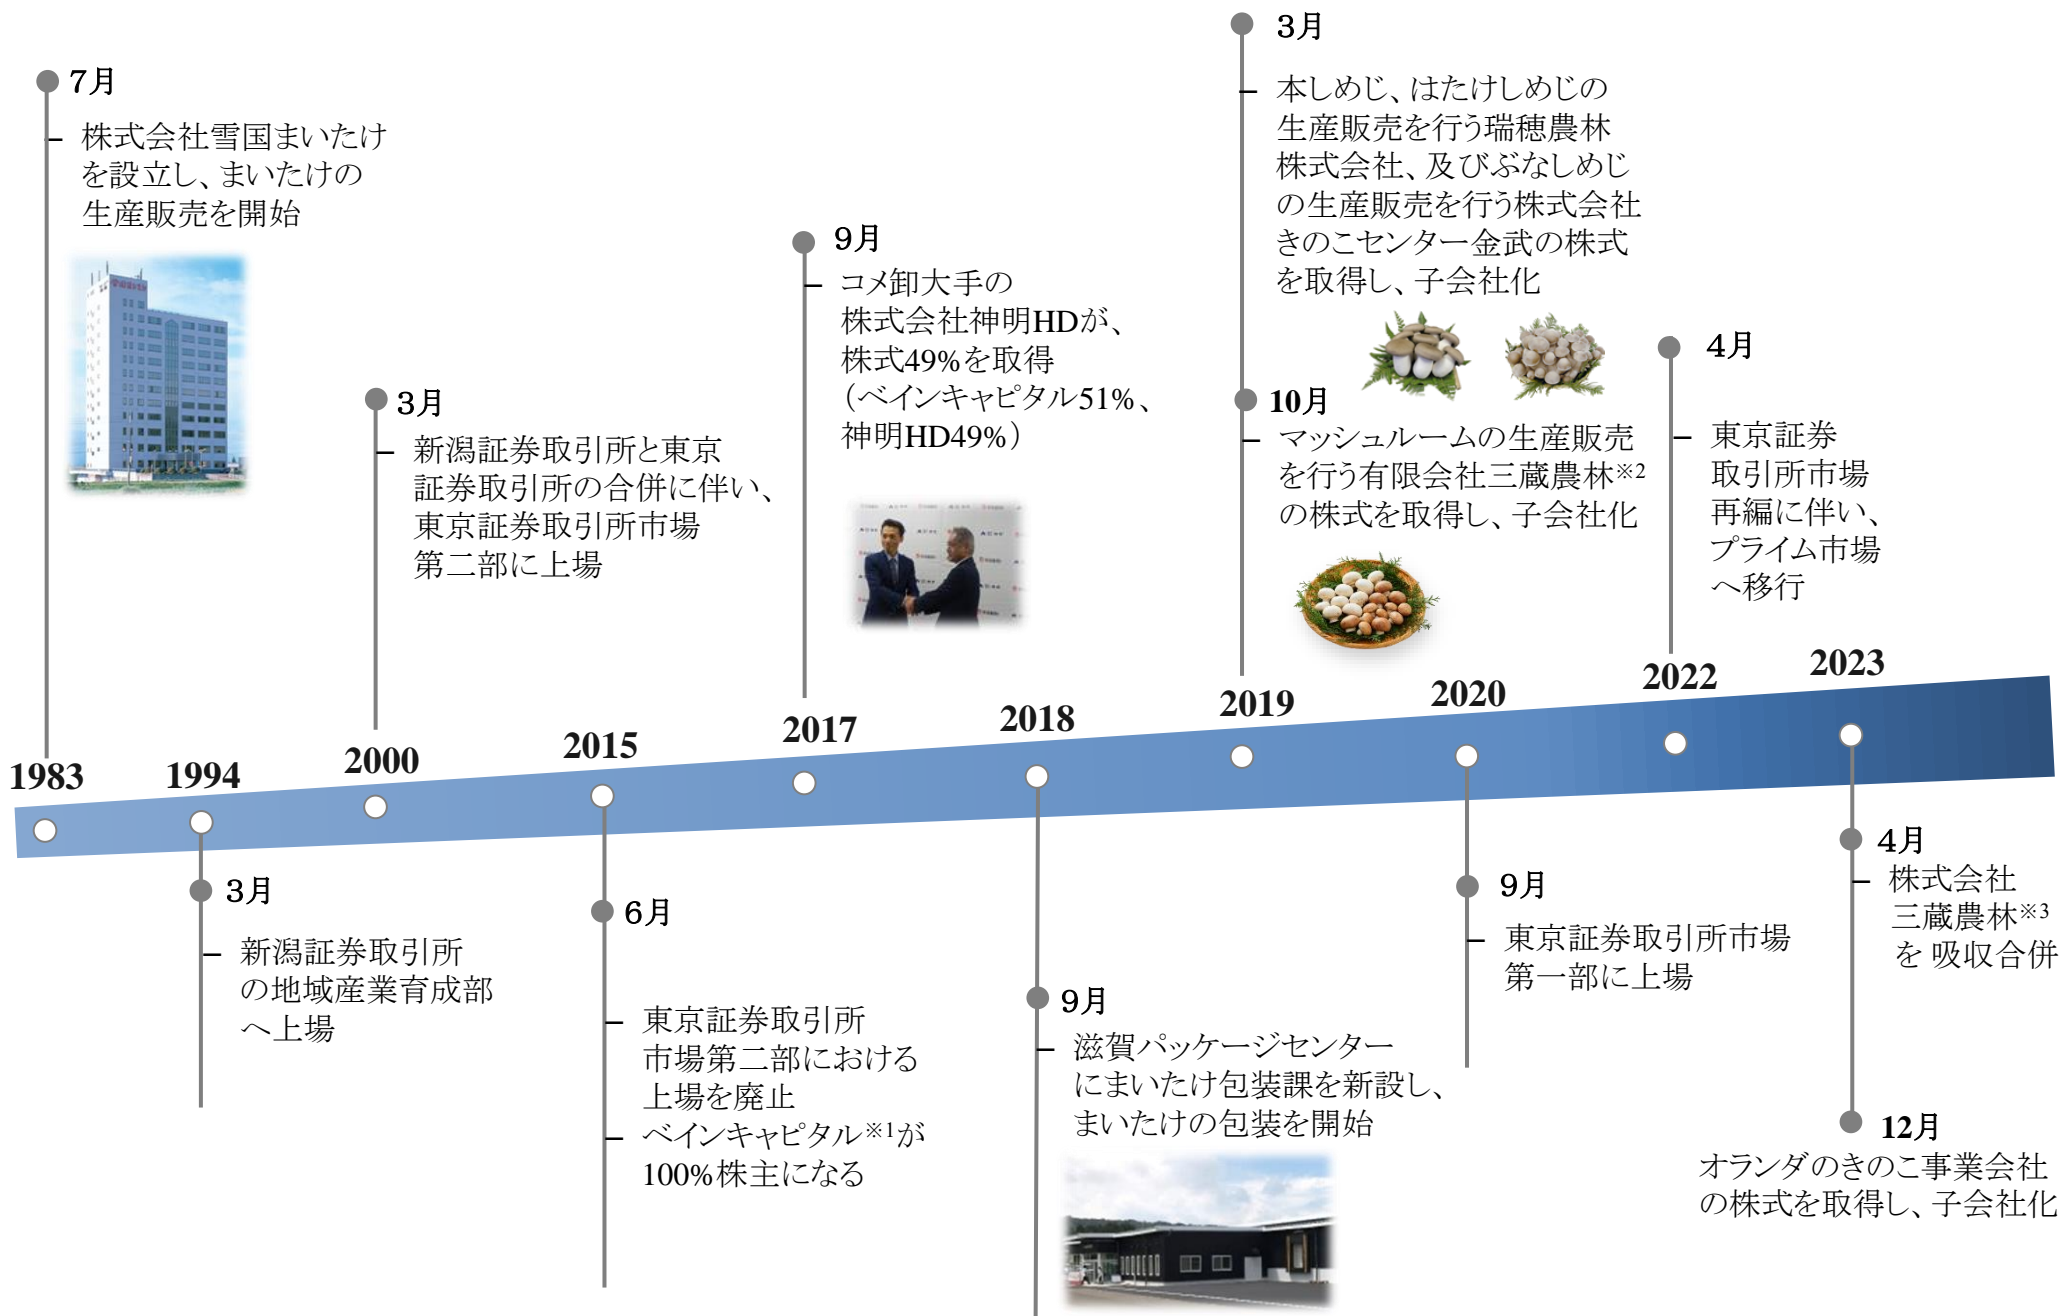 1983
7月
– 株式会社雪国まいたけ
を設立し、まいたけの
生産販売を開始
1994
3月
– 新潟証券取引所
の地域産業育成部
へ上場
2000
3月
– 新潟証券取引所と東京
証券取引所の合併に伴い、
東京証券取引所市場
第二部に上場
2015
6月
– 東京証券取引所
市場第二部における
上場を廃止
– ベインキャピタル※1が
100%株主になる
2017
9月
– コメ卸大手の
株式会社神明HDが、
株式49%を取得
（ベインキャピタル51%、
神明HD49%）
2018
9月
– 滋賀パッケージセンター
にまいたけ包装課を新設し、
まいたけの包装を開始
2019
3月
– 本しめじ、はたけしめじの
生産販売を行う瑞穂農林
株式会社、及びぶなしめじ
の生産販売を行う株式会社
きのこセンター金武の株式
を取得し、子会社化
10月
– マッシュルームの生産販売
を行う有限会社三蔵農林※2
の株式を取得し、子会社化
2020
9月
– 東京証券取引所市場
第一部に上場
2022
4月
– 東京証券
取引所市場
再編に伴い、
プライム市場
へ移行
2023
4月
– 株式会社
三蔵農林※3
を 吸収合併
12月
オランダのきのこ事業会社
の株式を取得し、子会社化